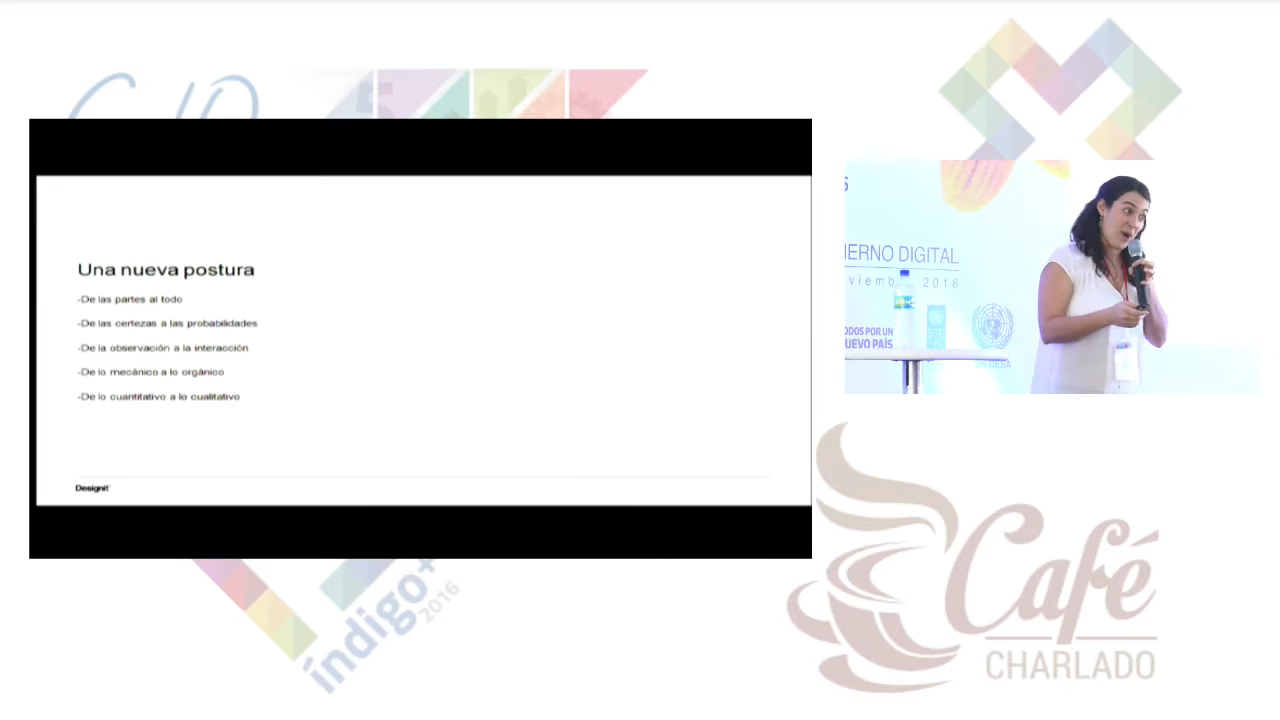 Una nueva postura
-De las partes al todo
-De las certezas a las probabilidades
-De la observación a la interacción
-De lo mecánico a lo orgánico
-De lo cuantitativo a lo cualitativo
Designit
IERNO DIGITAL
viemb 2016
ODOS POR UN
NUEVO PAÍS
índigo+
2016
Café
CHARLADO